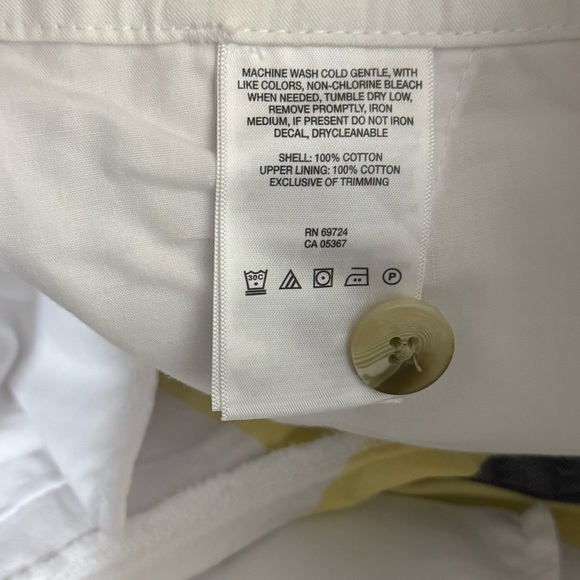 MACHINE WASH COLD GENTLE, WITH
LIKE COLORS, NON-CHLORINE BLEACH
WHEN NEEDED, TUMBLE DRY LOW,
REMOVE PROMPTLY, IRON
MEDIUM, IF PRESENT DO NOT IRON
DECAL, DRYCLEANABLE
SHELL: 100% COTTON
UPPER LINING: 100% COTTON
EXCLUSIVE OF TRIMMING
RN 69724
CA 05367
30C P